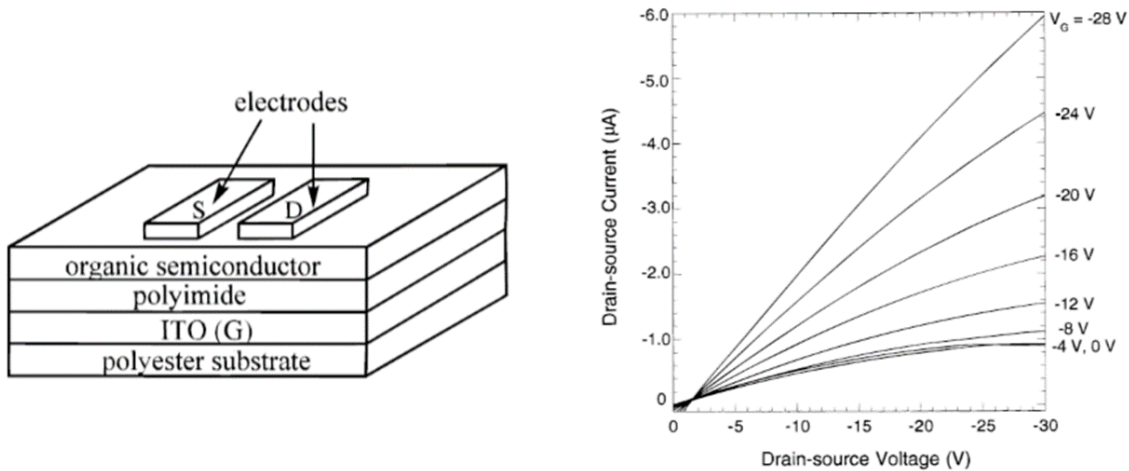 electrodes
S
D
organic semiconductor
polyimide
ITO (G)
polyester substrate
Drain-source Current (μA)
-6.0
-5.0
-4.0
-3.0
-2.0
-1.0
0
0
-5
-10
-15
-20
-25
-30
Drain-source Voltage (V)
V_G = -28 V
-24 V
-20 V
-16 V
-12 V
-8 V
-4 V, 0 V